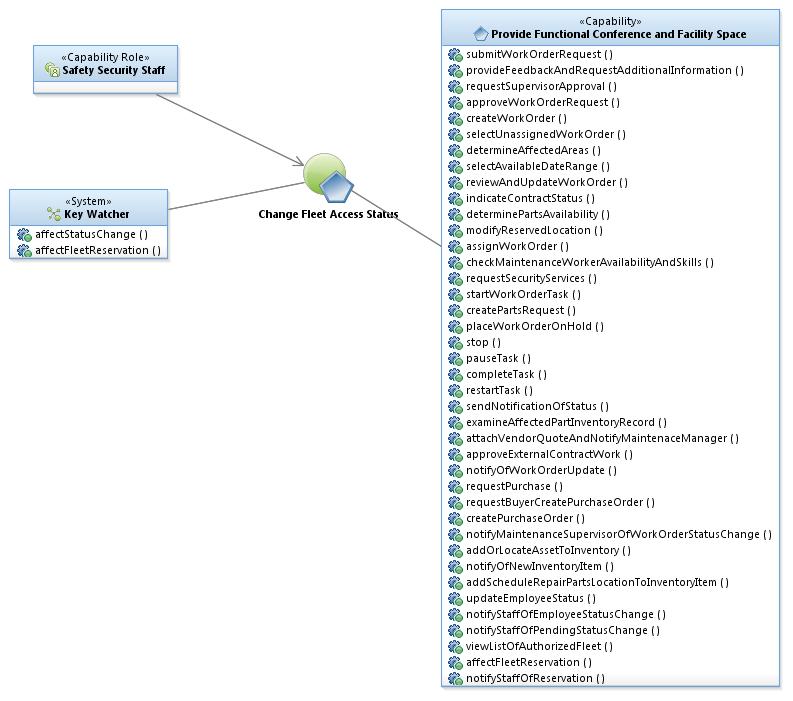 «Capability Role»
Safety Security Staff
«System»
Key Watcher
affectStatusChange ( )
affectFleetReservation ( )
Change Fleet Access Status
«Capability»
Provide Functional Conference and Facility Space
submitWorkOrderRequest ( )
provideFeedbackAndRequestAdditionalInformation ( )
requestSupervisorApproval ( )
approveWorkOrderRequest ( )
createWorkOrder ( )
selectUnassignedWorkOrder ( )
determineAffectedAreas ( )
selectAvailableDateRange ( )
reviewAndUpdateWorkOrder ( )
indicateContractStatus ( )
determinePartsAvailability ( )
modifyReservedLocation ( )
assignWorkOrder ( )
checkMaintenanceWorkerAvailabilityAndSkills ( )
requestSecurityServices ( )
startWorkOrderTask ( )
createPartsRequest ( )
placeWorkOrderOnHold ( )
stop ( )
pauseTask ( )
completeTask ( )
restartTask ( )
sendNotificationOfStatus ( )
examineAffectedPartInventoryRecord ( )
attachVendorQuoteAndNotifyMaintenaceManager ( )
approveExternalContractWork ( )
notifyOfWorkOrderUpdate ( )
requestPurchase ( )
requestBuyerCreatePurchaseOrder ( )
createPurchaseOrder ( )
notifyMaintenanceSupervisorOfWorkOrderStatusChange ( )
addOrLocateAssetToInventory ( )
notifyOfNewInventoryItem ( )
addScheduleRepairPartsLocationToInventoryItem ( )
updateEmployeeStatus ( )
notifyStaffOfEmployeeStatusChange ( )
notifyStaffOfPendingStatusChange ( )
viewListOfAuthorizedFleet ( )
affectFleetReservation ( )
notifyStaffOfReservation ( )